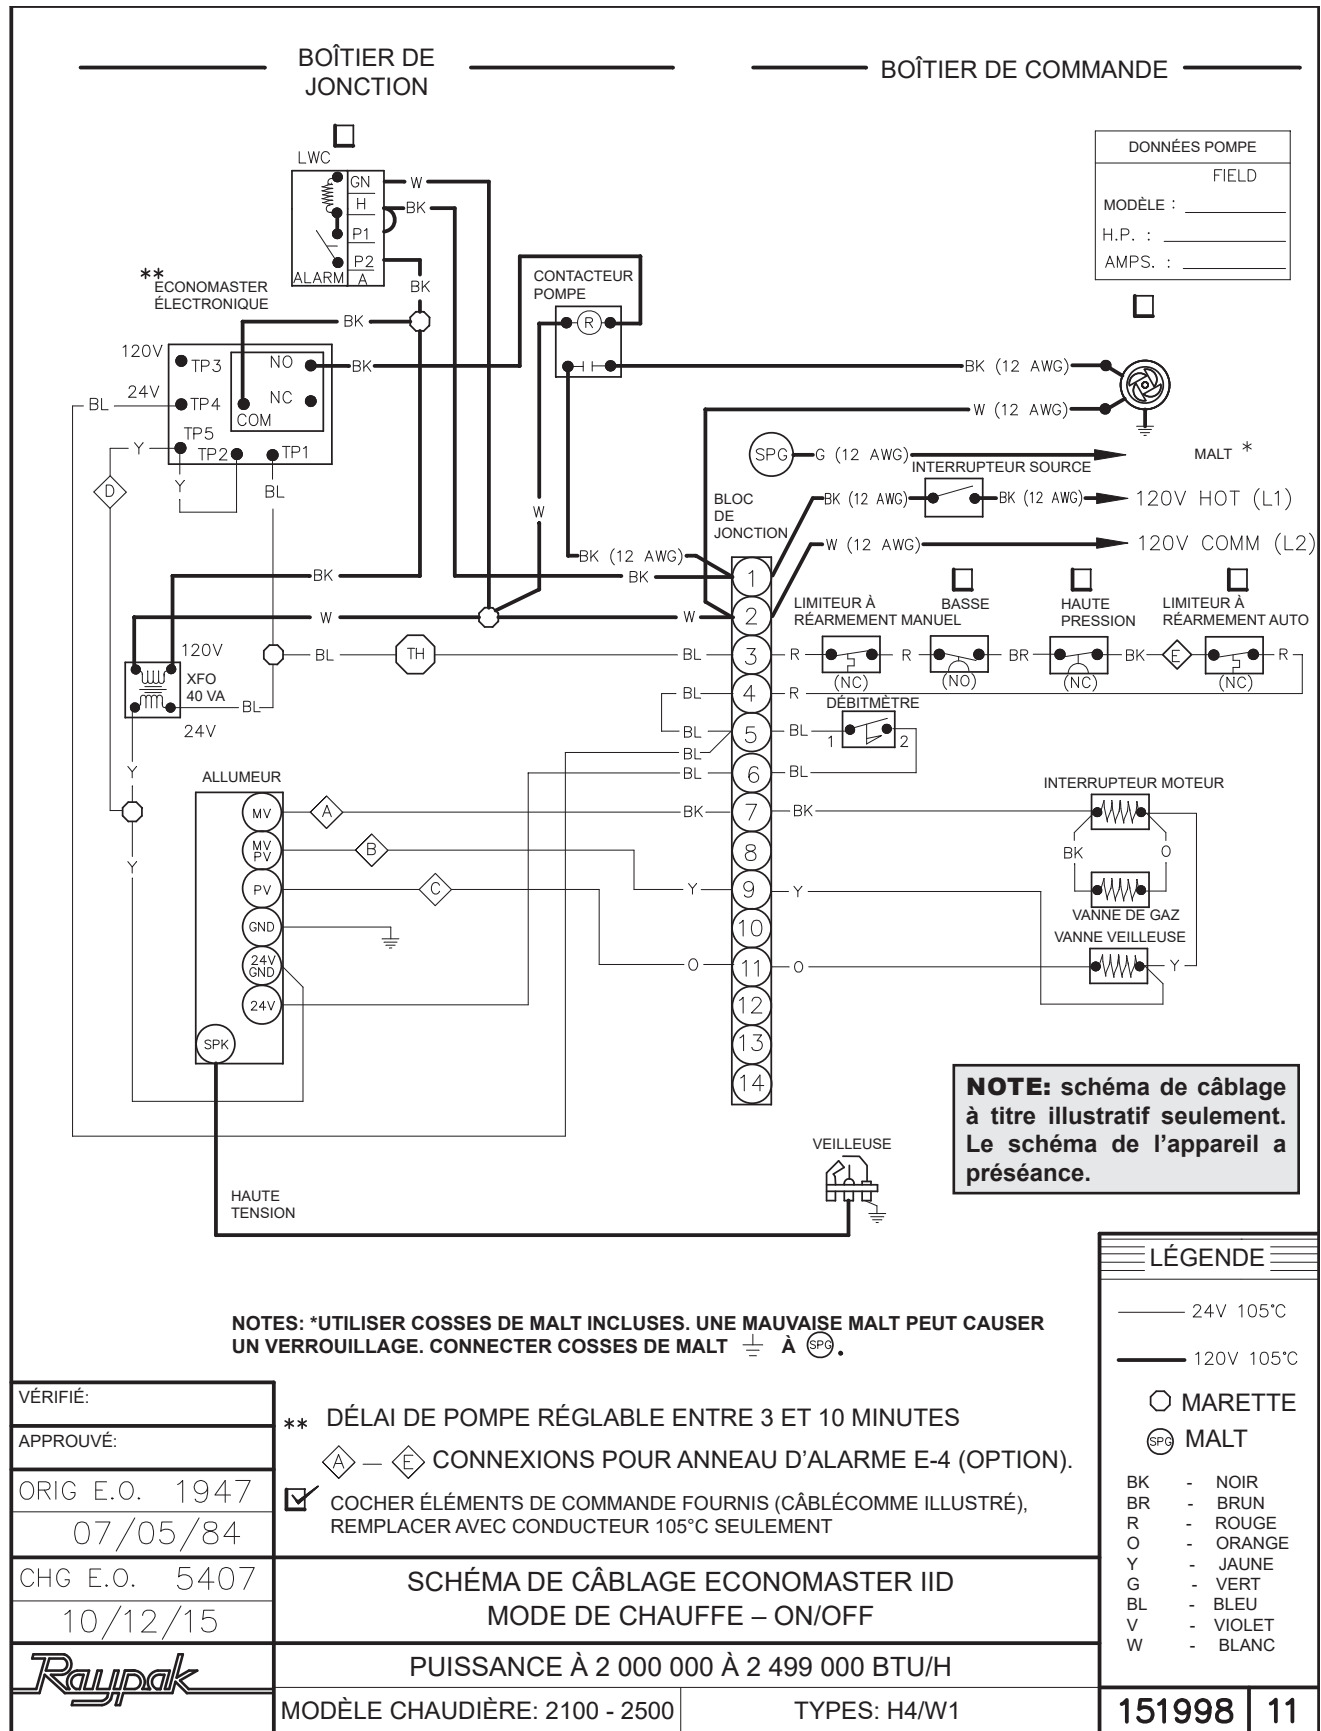 BOÎTIER DE
JONCTION
BOÎTIER DE COMMANDE
LWC
GN
W
H
BK
P1
P2
ALARM
A
BK
DONNÉES POMPE
FIELD
MODÈLE :
H.P. :
AMPS. :
**
ECONOMASTER
ÉLECTRONIQUE
CONTACTEUR
POMPE
BK
R
120V
TP3
NO
BK
BK (12 AWG)
24V
BL
TP4
NC
COM
W (12 AWG)
TP5
Y
TP2
TP1
SPG
G (12 AWG)
MALT *
D
Y
BL
INTERRUPTEUR SOURCE
BLOC
DE
JONCTION
BK (12 AWG)
BK (12 AWG)
120V HOT (L1)
W
W (12 AWG)
120V COMM (L2)
BK (12 AWG)
BK
BK
1
W
W
2
LIMITEUR À
RÉARMEMENT MANUEL
BASSE
HAUTE
PRESSION
LIMITEUR À
RÉARMEMENT AUTO
120V
XFO
40 VA
24V
BL
BL
TH
BL
3
R
R
BR
BK
E
R
(NC)
(NO)
(NC)
(NC)
BL
4
R
DÉBITMÈTRE
BL
5
BL
1
2
BL
BL
6
BL
Y
ALLUMEUR
INTERRUPTEUR MOTEUR
MV
A
BK
7
BK
MV
PV
B
8
BK
O
Y
PV
C
Y
9
Y
VANNE DE GAZ
GND
10
VANNE VEILLEUSE
24V
GND
O
11
O
Y
24V
12
SPK
13
14
NOTE: schéma de câblage
à titre illustratif seulement.
Le schéma de l'appareil a
préséance.
VEILLEUSE
HAUTE
TENSION
LÉGENDE
24V 105°C
120V 105°C
MARETTE
SPG MALT
BK - NOIR
BR - BRUN
R - ROUGE
O - ORANGE
Y - JAUNE
G - VERT
BL - BLEU
V - VIOLET
W - BLANC
NOTES: *UTILISER COSSES DE MALT INCLUSES. UNE MAUVAISE MALT PEUT CAUSER
UN VERROUILLAGE. CONNECTER COSSES DE MALT À SPG.
VÉRIFIÉ:
APPROUVÉ:
ORIG E.O. 1947
07/05/84
CHG E.O. 5407
10/12/15
Raypak
** DÉLAI DE POMPE RÉGLABLE ENTRE 3 ET 10 MINUTES
A – E CONNEXIONS POUR ANNEAU D'ALARME E-4 (OPTION).
COCHER ÉLÉMENTS DE COMMANDE FOURNIS (CÂBLÉCOMME ILLUSTRÉ),
REMPLACER AVEC CONDUCTEUR 105°C SEULEMENT
SCHÉMA DE CÂBLAGE ECONOMASTER IID
MODE DE CHAUFFE – ON/OFF
PUISSANCE À 2 000 000 À 2 499 000 BTU/H
MODÈLE CHAUDIÈRE: 2100 - 2500
TYPES: H4/W1
151998
11